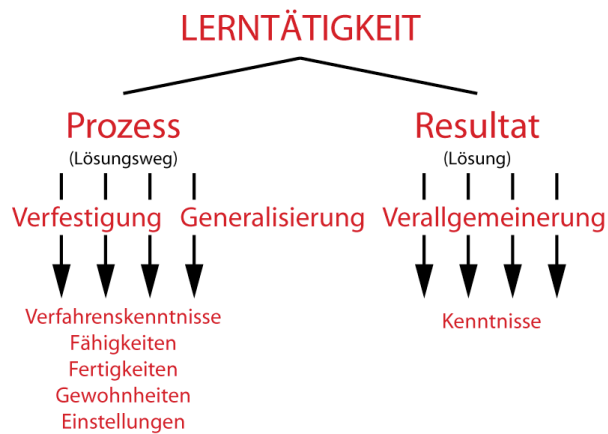 LERNTÄTIGKEIT
Prozess
Resultat
(Lösungsweg)
(Lösung)
Verfestigung Generalisierung Verallgemeinerung
Verfahrenskenntnisse
Fähigkeiten
Fertigkeiten
Gewohnheiten
Einstellungen
Kenntnisse